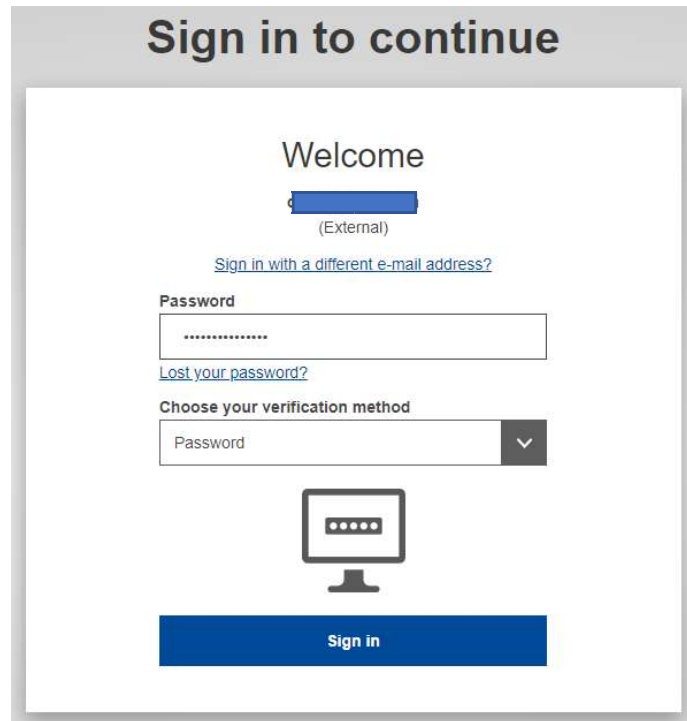 Sign in to continue
Welcome
(External)
Sign in with a different e-mail address?
Password
•••••••••••••••
Lost your password?
Choose your verification method
Password
Sign in